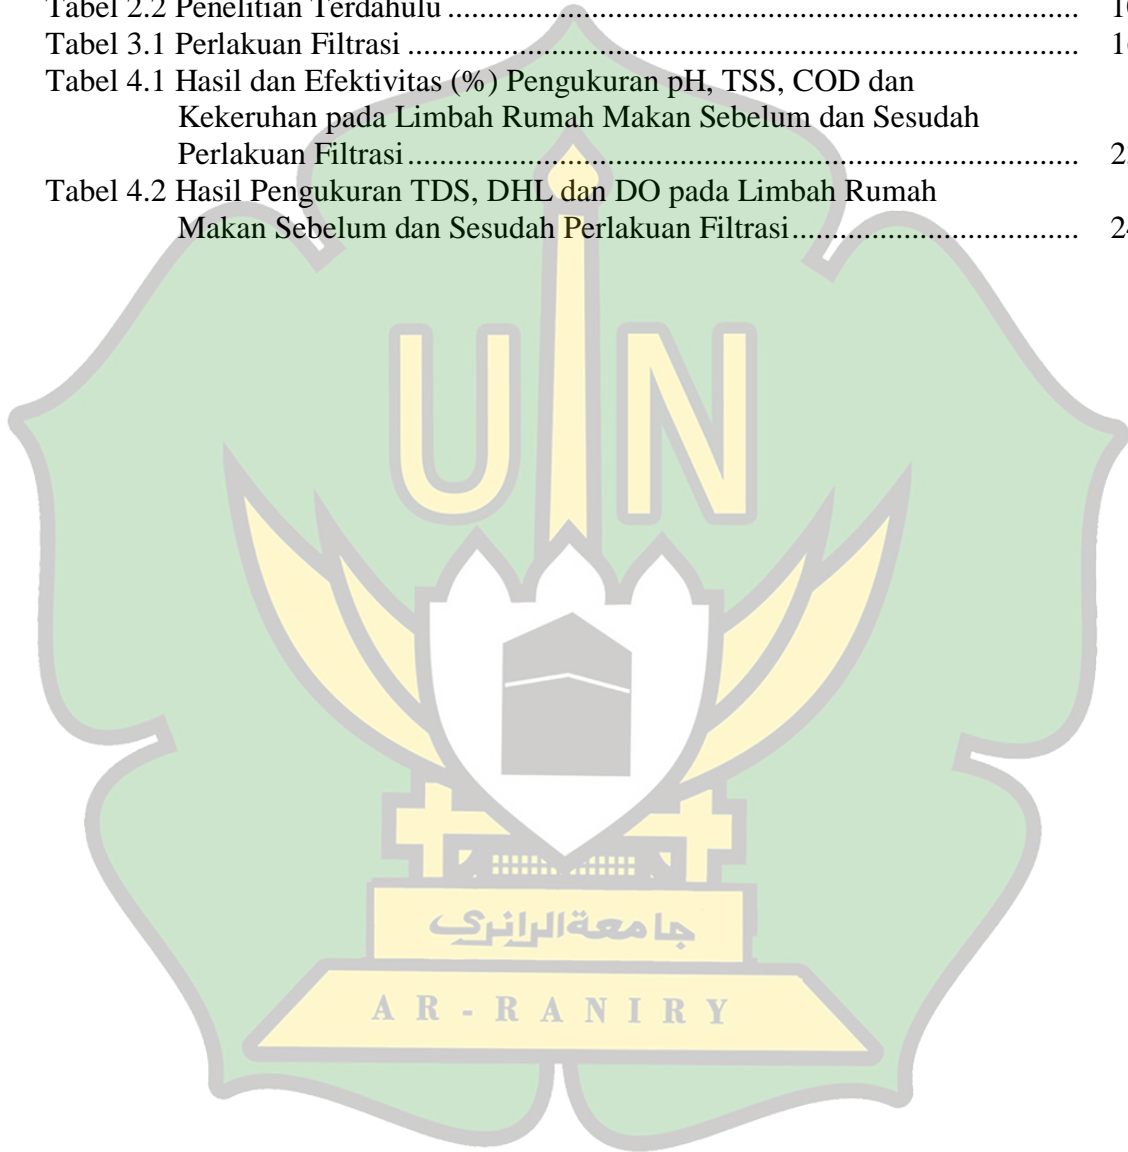 Tabel 2.2 Penelitian Terdahulu ....................................................................................
Tabel 3.1 Perlakuan Filtrasi ............................................................................................
Tabel 4.1 Hasil dan Efektivitas (%) Pengukuran pH, TSS, COD dan
Kekeruhan pada Limbah Rumah Makan Sebelum dan Sesudah
Perlakuan Filtrasi ............................................................................................
Tabel 4.2 Hasil Pengukuran TDS, DHL dan DO pada Limbah Rumah
Makan Sebelum dan Sesudah Perlakuan Filtrasi ...................................
UIN
جامعة الرانري
AR-RANIRY